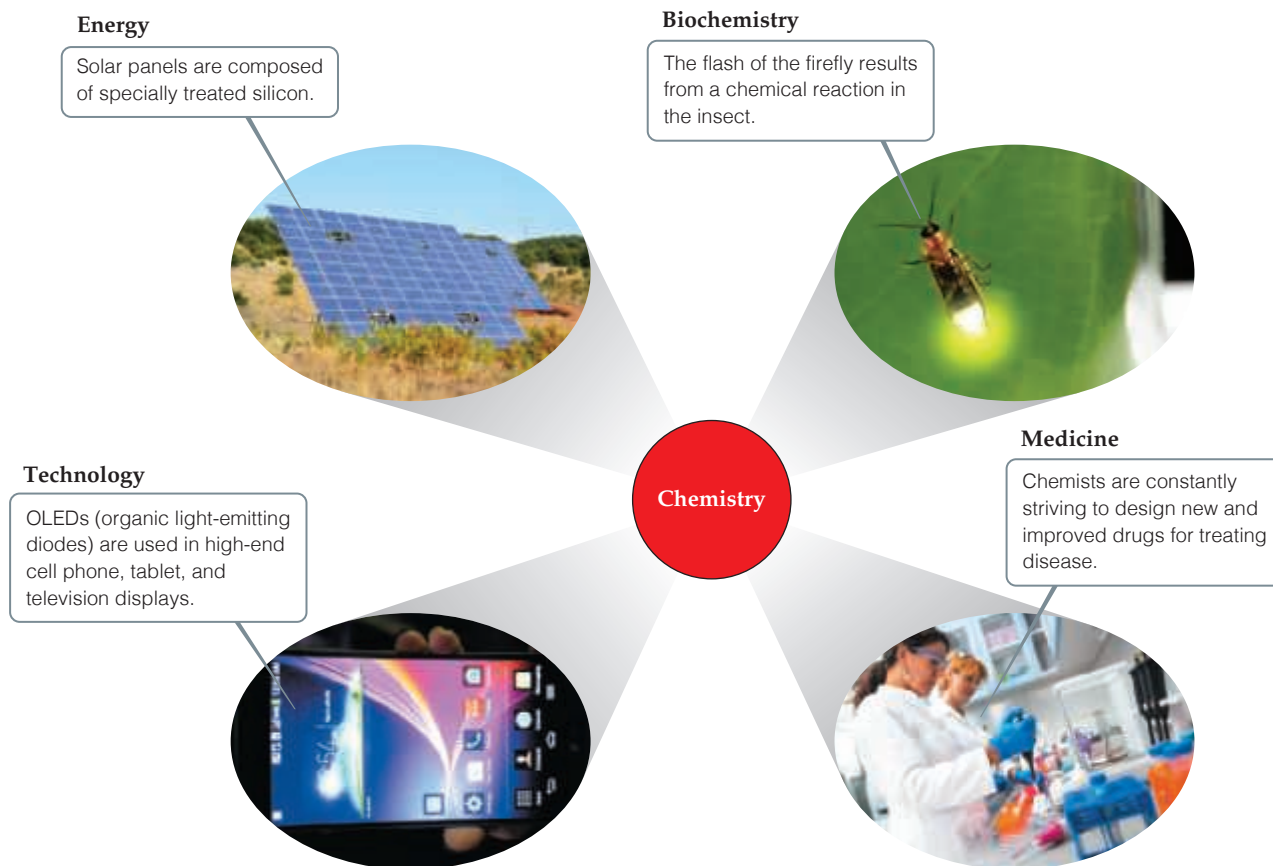 Energy
Solar panels are composed
of specially treated silicon.
Biochemistry
The flash of the firefly results
from a chemical reaction in
the insect.
Technology
OLEDs (organic light-emitting
diodes) are used in high-end
cell phone, tablet, and
television displays.
Chemistry
Medicine
Chemists are constantly
striving to design new and
improved drugs for treating
disease.